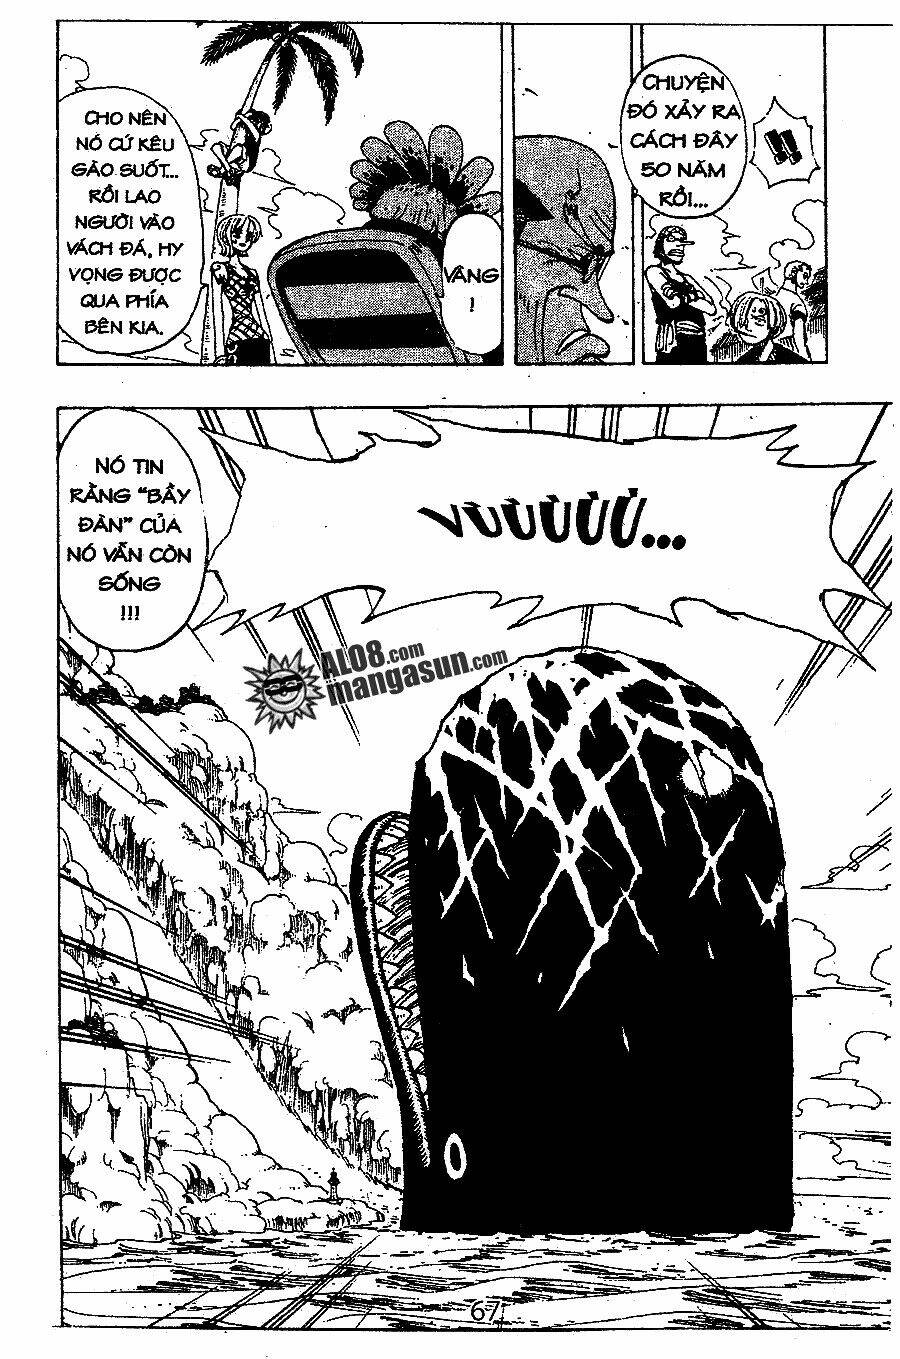 CHUYỆN
ĐÓ XẢY RA
CÁCH ĐÂY
50 NĂM
RỒI...
!!
VÂNG
!
CHO NÊN
NÓ CỨ KÊU
GÀO SUỐT...
RỒI LAO
NGƯỜI VÀO
VÁCH ĐÁ, HY
VỌNG ĐƯỢC
QUA PHÍA
BÊN KIA.
NÓ TIN
RẰNG “BẦY
ĐÀN” CỦA
NÓ VẪN CÒN
SỐNG
!!!
VÙÙÙÙÙ...
ALO8.com
mangasun.com
67